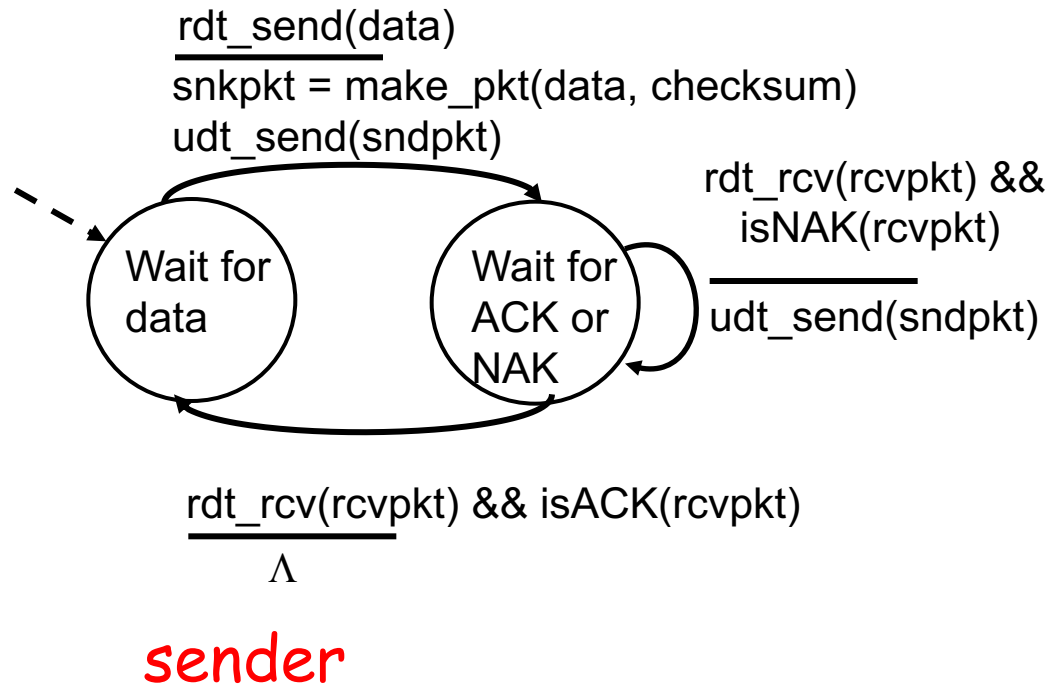 rdt_send(data)
snkpkt = make_pkt(data, checksum)
udt_send(sndpkt)
rdt_rcv(rcvpkt) &&
isNAK(rcvpkt)
udt_send(sndpkt)
Wait for
data
Wait for
ACK or
NAK
rdt_rcv(rcvpkt) && isACK(rcvpkt)
Λ
sender